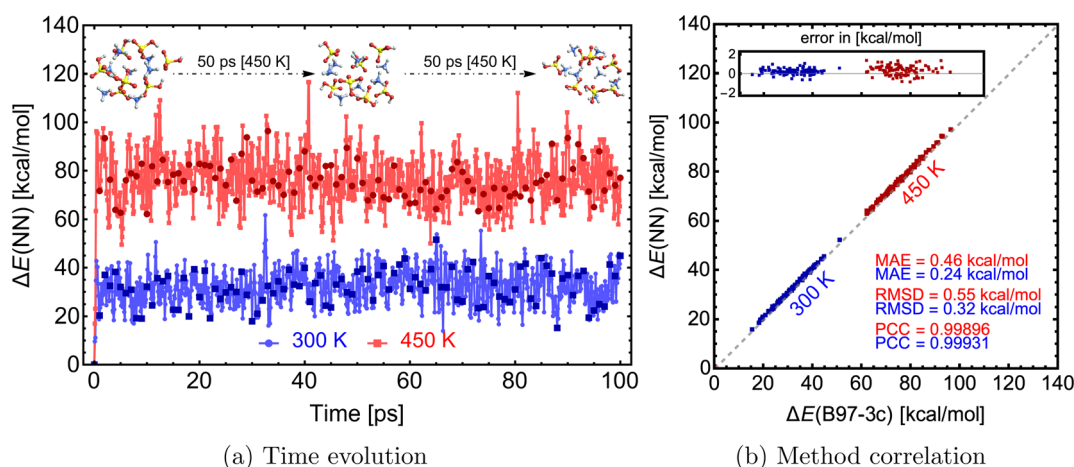 50 ps [450 K]
50 ps [450 K]
ΔE(NN) [kcal/mol]
140
120
100
80
60
40
20
0
300 K
450 K
0
20
40
60
80
100
Time [ps]
(a) Time evolution
error in [kcal/mol]
2
0
−2
ΔE(NN) [kcal/mol]
140
120
100
80
60
40
20
0
450 K
300 K
MAE = 0.46 kcal/mol
MAE = 0.24 kcal/mol
RMSD = 0.55 kcal/mol
RMSD = 0.32 kcal/mol
PCC = 0.99896
PCC = 0.99931
0
20
40
60
80
100
120
140
ΔE(B97-3c) [kcal/mol]
(b) Method correlation